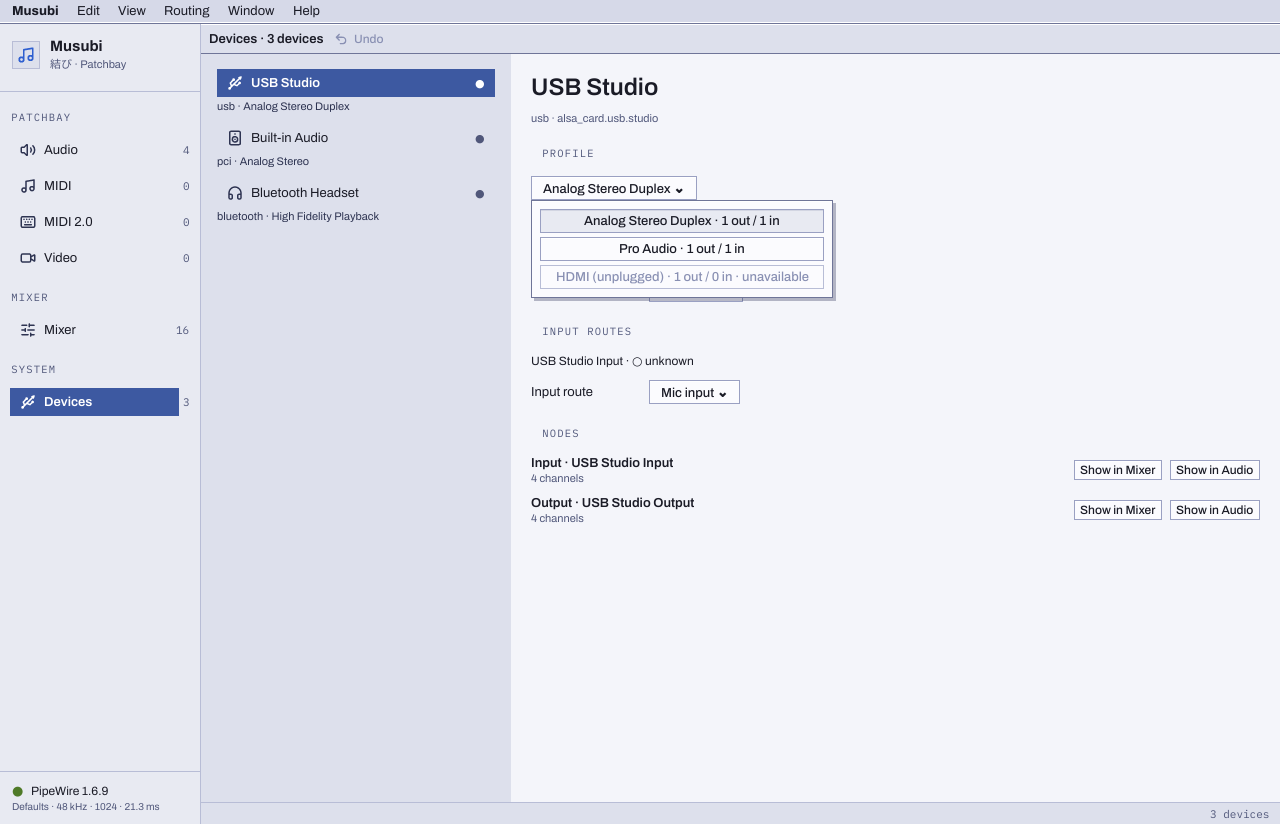 Musubi Edit View Routing Window Help
Musubi
結び · Patchbay
PATCHBAY
Audio 4
MIDI 0
MIDI 2.0 0
Video 0
MIXER
Mixer 16
SYSTEM
Devices 3
PipeWire 1.6.9
Defaults · 48 kHz · 1024 · 21.3 ms
Devices · 3 devices Undo
USB Studio
usb · Analog Stereo Duplex
Built-in Audio
pci · Analog Stereo
Bluetooth Headset
bluetooth · High Fidelity Playback
USB Studio
usb · alsa_card.usb.studio
PROFILE
Analog Stereo Duplex
Analog Stereo Duplex · 1 out / 1 in
Pro Audio · 1 out / 1 in
HDMI (unplugged) · 1 out / 0 in · unavailable
INPUT ROUTES
USB Studio Input · ○ unknown
Input route Mic input
NODES
Input · USB Studio Input
4 channels
Show in Mixer Show in Audio
Output · USB Studio Output
4 channels
Show in Mixer Show in Audio
3 devices